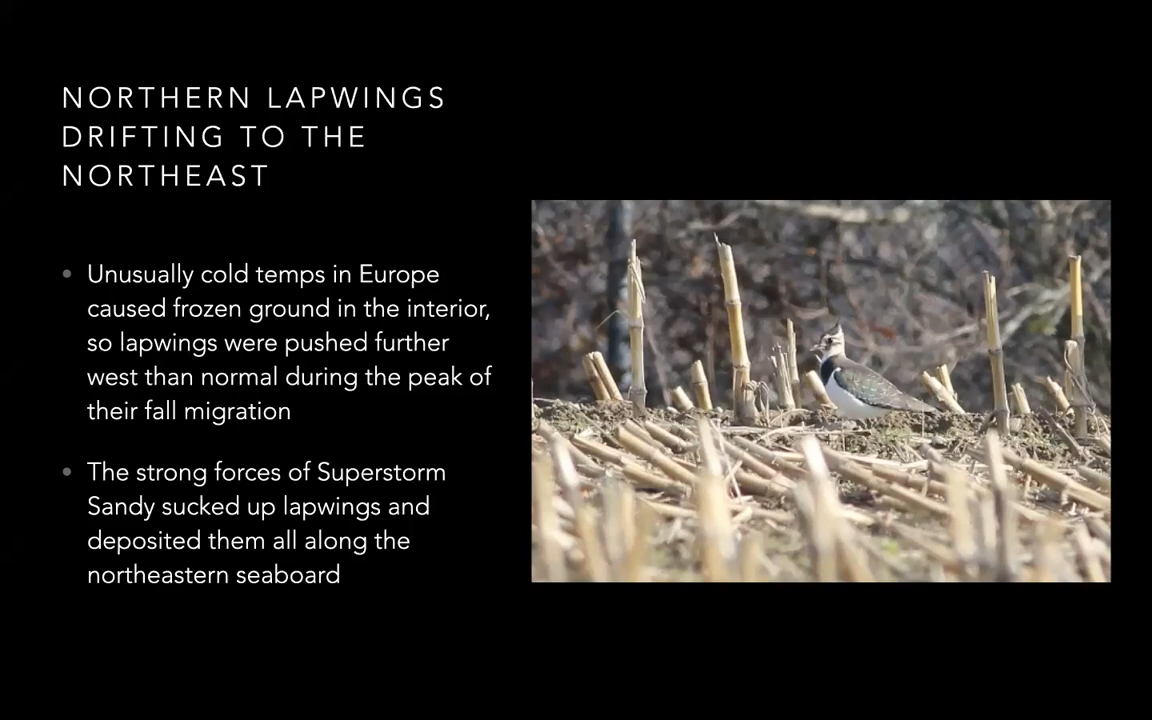 NORTHERN LAPWINGS
DRIFTING TO THE
NORTHEAST
• Unusually cold temps in Europe
caused frozen ground in the interior,
so lapwings were pushed further
west than normal during the peak of
their fall migration
• The strong forces of Superstorm
Sandy sucked up lapwings and
deposited them all along the
northeastern seaboard